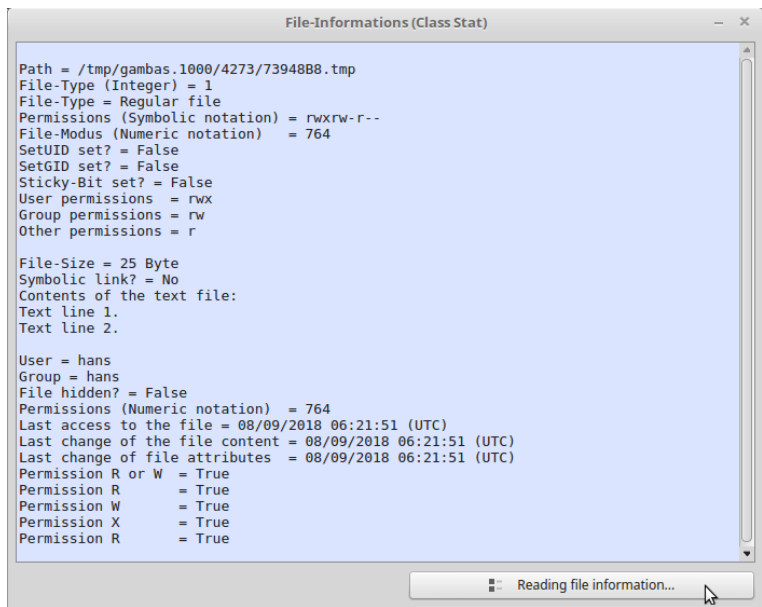 File-Informations (Class Stat)
Path = /tmp/gambas.1000/4273/73948B8.tmp
File-Type (Integer) = 1
File-Type = Regular file
Permissions (Symbolic notation) = rwxrw-r--
File-Modus (Numeric notation)   = 764
SetUID set? = False
SetGID set? = False
Sticky-Bit set? = False
User permissions  = rwx
Group permissions = rw
Other permissions = r
File-Size = 25 Byte
Symbolic link? = No
Contents of the text file:
Text line 1.
Text line 2.
User = hans
Group = hans
File hidden? = False
Permissions (Numeric notation)  = 764
Last access to the file = 08/09/2018 06:21:51 (UTC)
Last change of the file content = 08/09/2018 06:21:51 (UTC)
Last change of file attributes  = 08/09/2018 06:21:51 (UTC)
Permission R or W  = True
Permission R       = True
Permission W       = True
Permission X       = True
Permission R       = True
Reading file information...